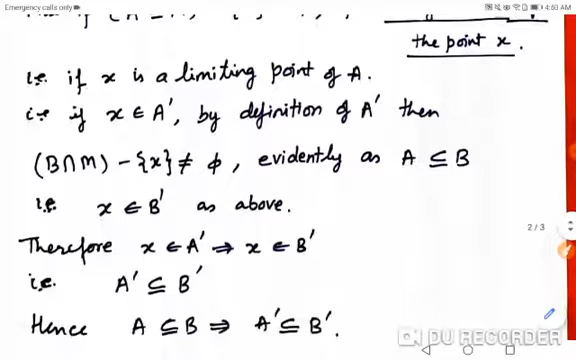 Emergency calls only
4:50 AM
the point x.
i.e. if x is a limiting point of A.
i.e. if x ∈ A′, by definition of A′ then
(B∩M) - {x} ≠ ϕ, evidently as A ⊆ B
i.e. x ∈ B′ as above.
2/3
Therefore x ∈ A′ ⇒ x ∈ B′
i.e. A′ ⊆ B′
Hence A ⊆ B ⇒ A′ ⊆ B′.
DU RECORDER